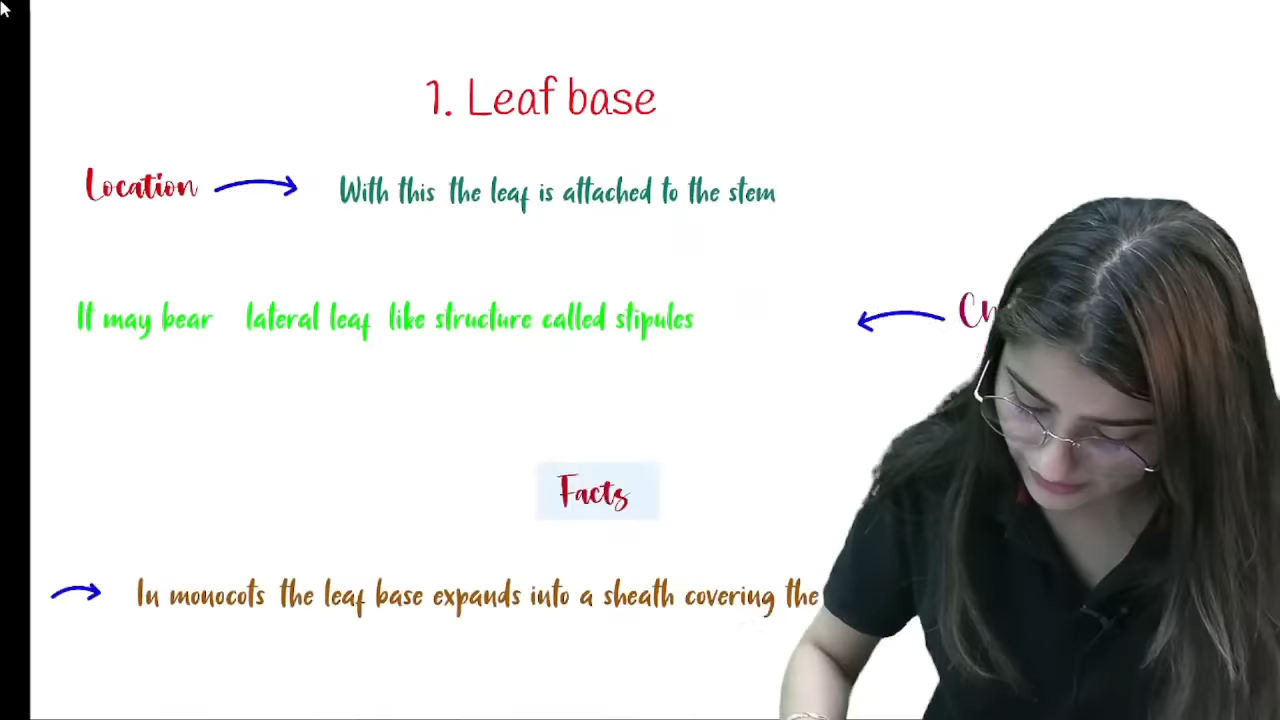 1. Leaf base
Location
With this the leaf is attached to the stem
It may bear lateral leaf like structure called stipules
Facts
In monocots the leaf base expands into a sheath covering the